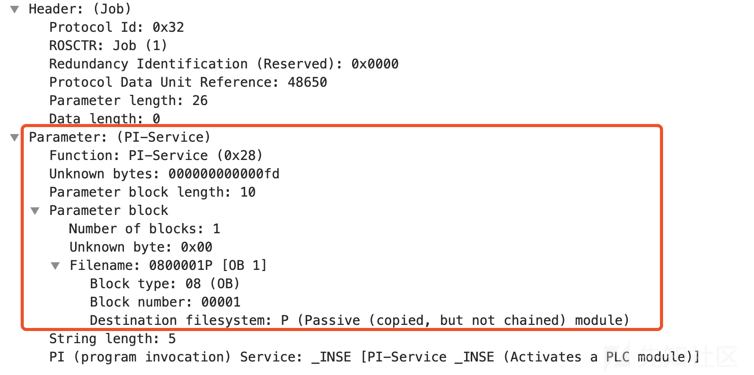 Header: (Job)
Protocol Id: 0x32
ROSCTR: Job (1)
Redundancy Identification (Reserved): 0x0000
Protocol Data Unit Reference: 48650
Parameter length: 26
Data length: 0
Parameter: (PI-Service)
Function: PI-Service (0x28)
Unknown bytes: 000000000000fd
Parameter block length: 10
Parameter block
Number of blocks: 1
Unknown byte: 0x00
Filename: 0800001P [OB 1]
Block type: 08 (OB)
Block number: 00001
Destination filesystem: P (Passive (copied, but not chained) module)
String length: 5
PI (program invocation) Service: _INSE [PI-Service _INSE (Activates a PLC module)]